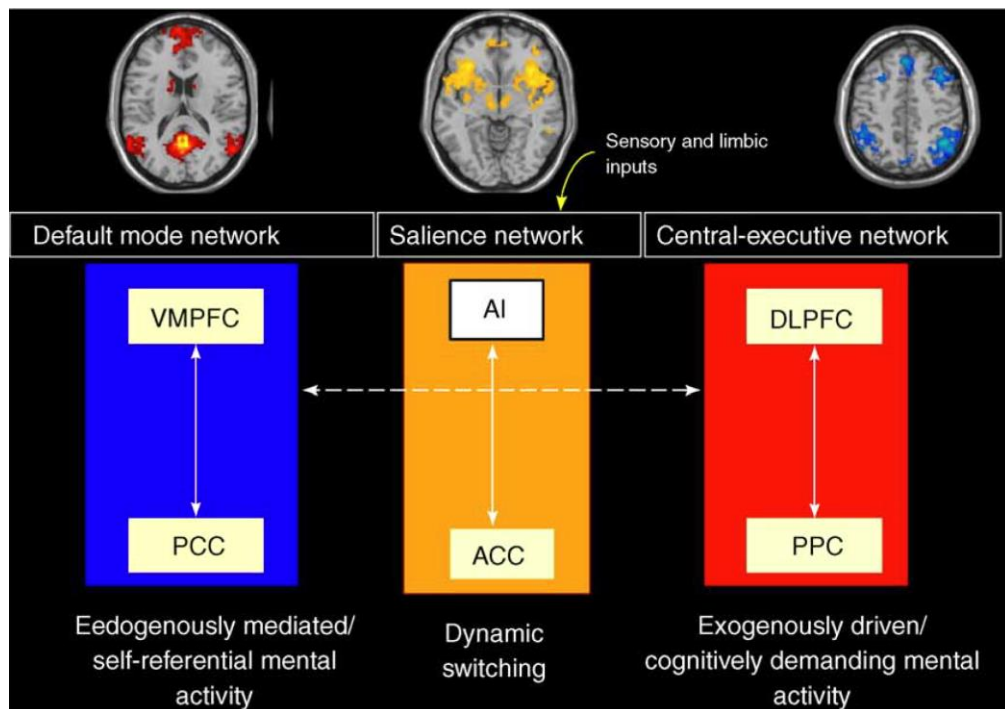 Sensory and limbic
inputs
Default mode network
Salience network
Central-executive network
VMPFC
AI
DLPFC
PCC
ACC
PPC
Eedogenously mediated/
self-referential mental
activity
Dynamic
switching
Exogenously driven/
cognitively demanding mental
activity